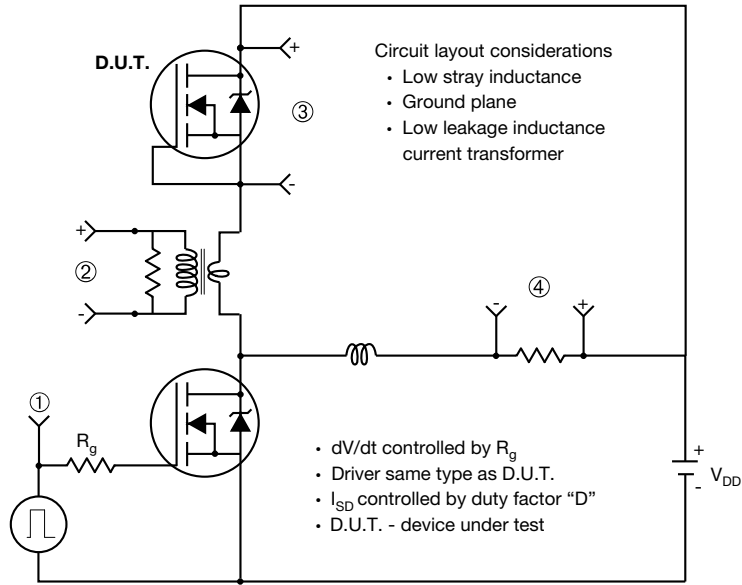 D.U.T.
+
③
-
Circuit layout considerations
• Low stray inductance
• Ground plane
• Low leakage inductance
current transformer
+
②
-
-
④
+
①
R_g
• dV/dt controlled by R_g
• Driver same type as D.U.T.
• I_SD controlled by duty factor “D”
• D.U.T. - device under test
+
-
V_DD